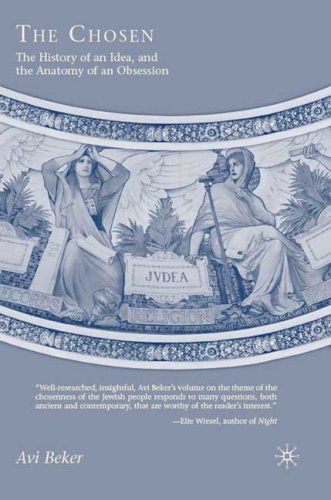 THE CHOSEN
The History of an Idea, and
the Anatomy of an Obsession
JVDEA
RELIGION
"Well-researched, insightful, Avi Beker's volume on the theme of the
chosenness of the Jewish people responds to many questions, both
ancient and contemporary, that are worthy of the reader's interest."
—Elie Wiesel, author of Night
Avi Beker